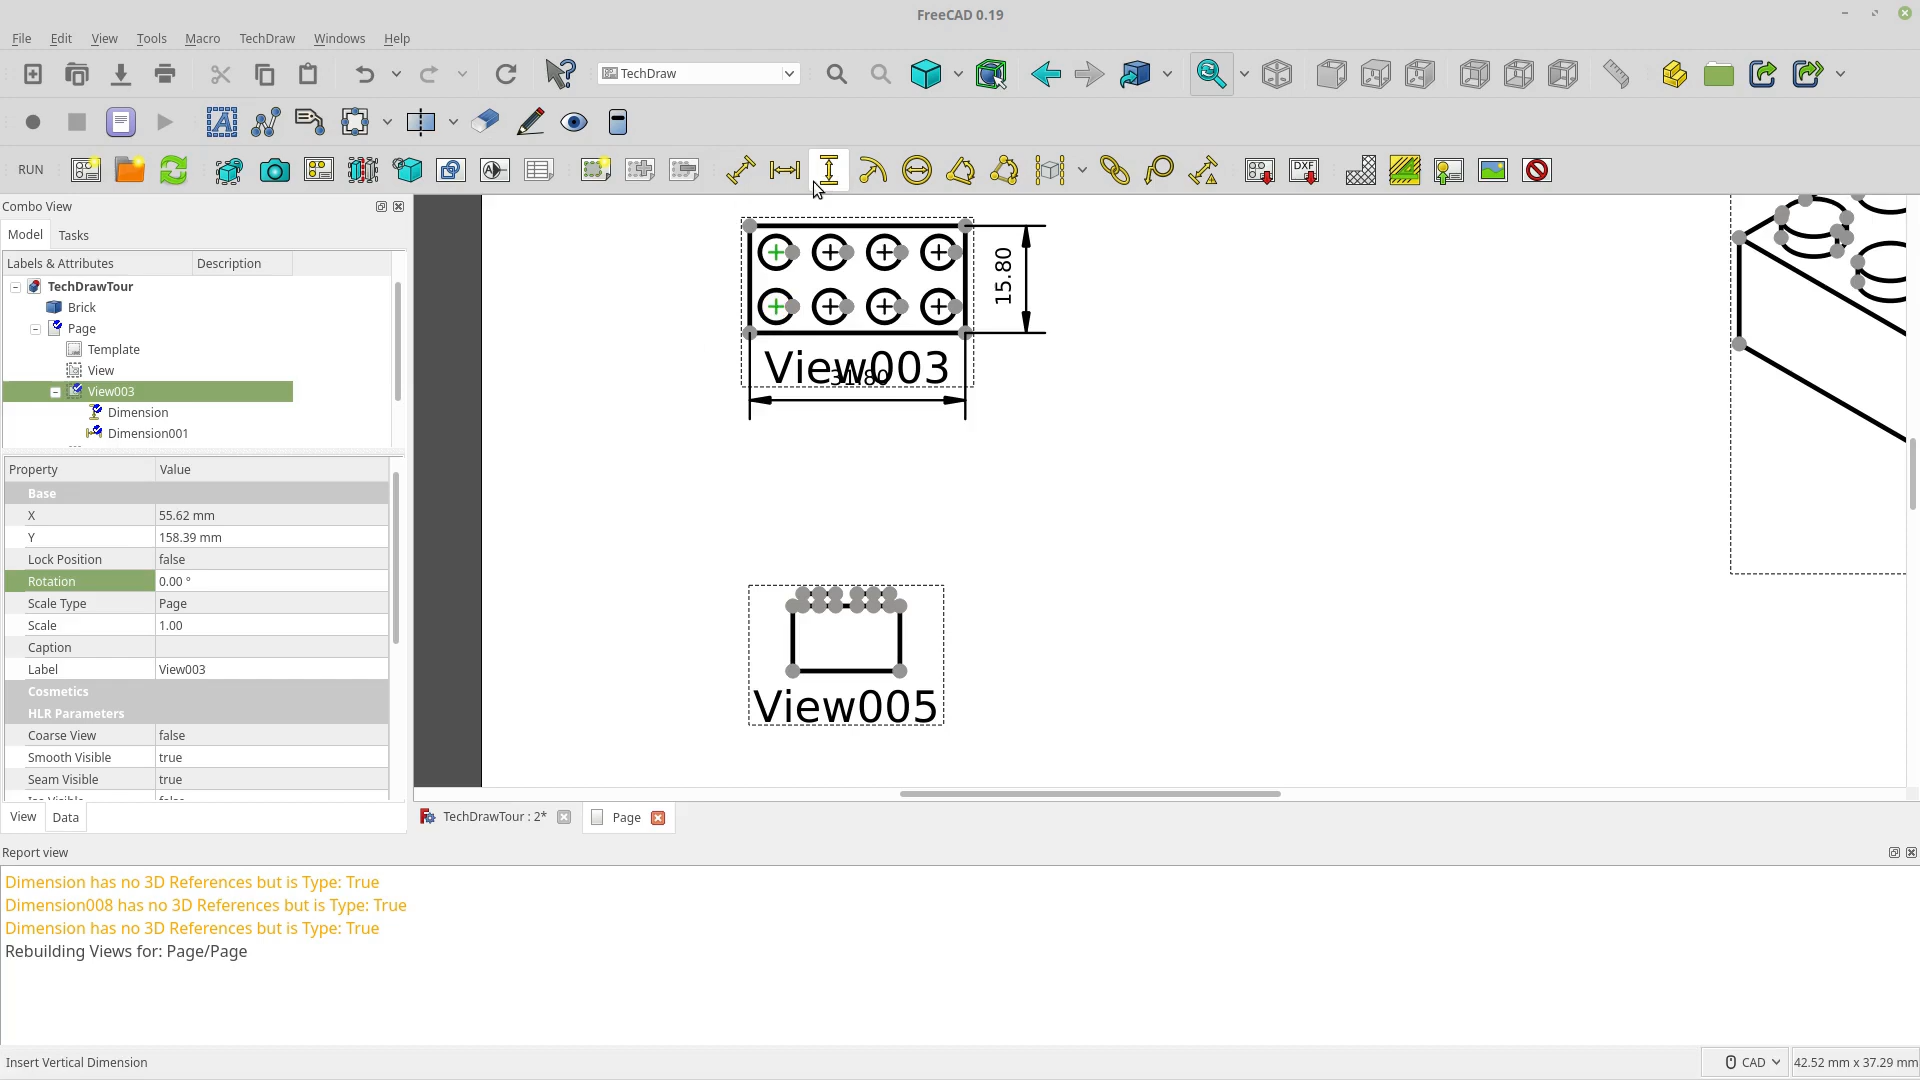 FreeCAD 0.19
File Edit View Tools Macro TechDraw Windows Help
TechDraw
RUN
DXF
Combo View
Model Tasks
Labels & Attributes Description
TechDrawTour
Brick
Page
Template
View
View003
Dimension
Dimension001
Property Value
Base
X 55.62 mm
Y 158.39 mm
Lock Position false
Rotation 0.00 °
Scale Type Page
Scale 1.00
Caption
Label View003
Cosmetics
HLR Parameters
Coarse View false
Smooth Visible true
Seam Visible true
View Data
15.80
View003
31.80
View005
TechDrawTour : 2*
Page
Report view
Dimension has no 3D References but is Type: True
Dimension008 has no 3D References but is Type: True
Dimension has no 3D References but is Type: True
Rebuilding Views for: Page/Page
Insert Vertical Dimension
CAD
42.52 mm x 37.29 mm